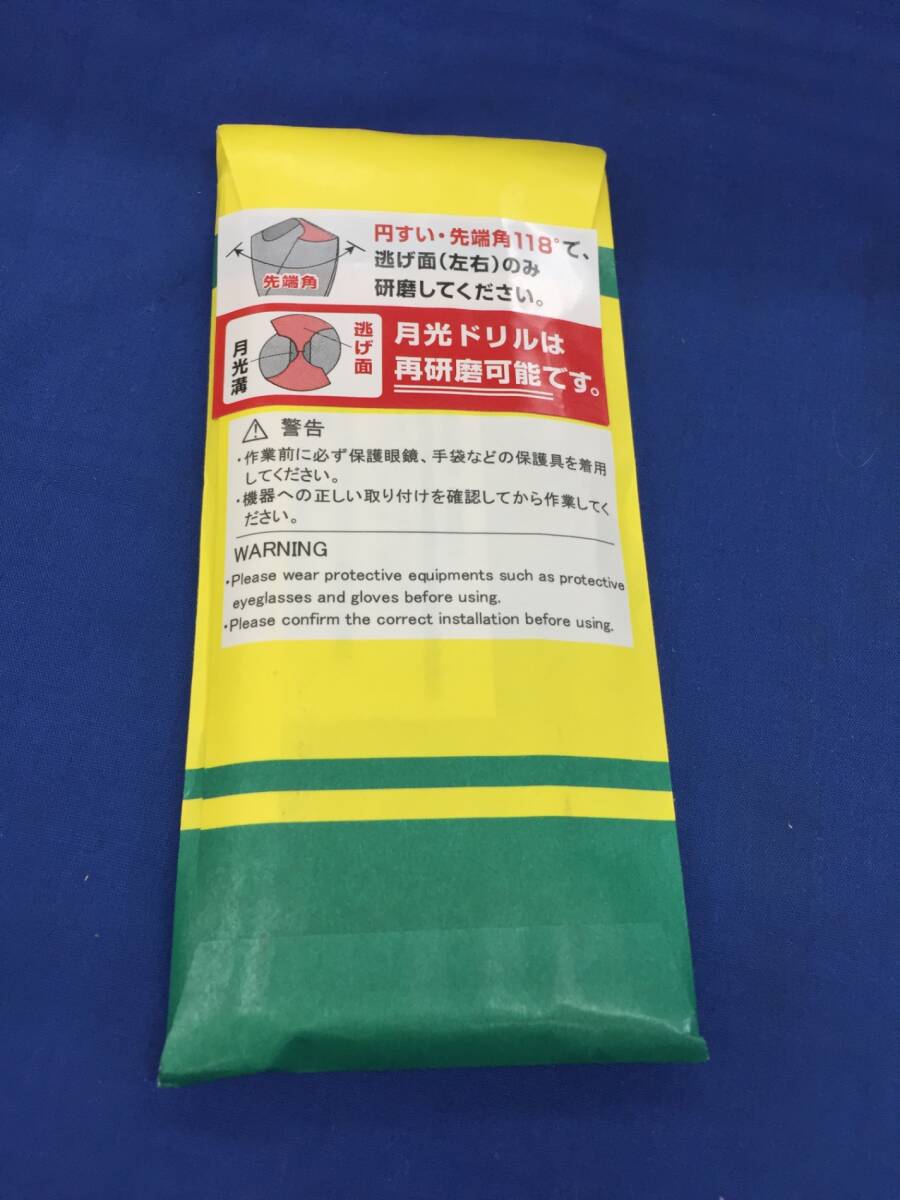 円すい・先端角118°で、
逃げ面(左右)のみ
研磨してください。
先端角
月光溝
逃げ面
月光ドリルは
再研磨可能です。
警告
・作業前に必ず保護眼鏡、手袋などの保護具を着用
してください。
・機器への正しい取り付けを確認してから作業してく
ださい。
WARNING
・Please wear protective equipments such as protective
eyeglasses and gloves before using.
・Please confirm the correct installation before using.